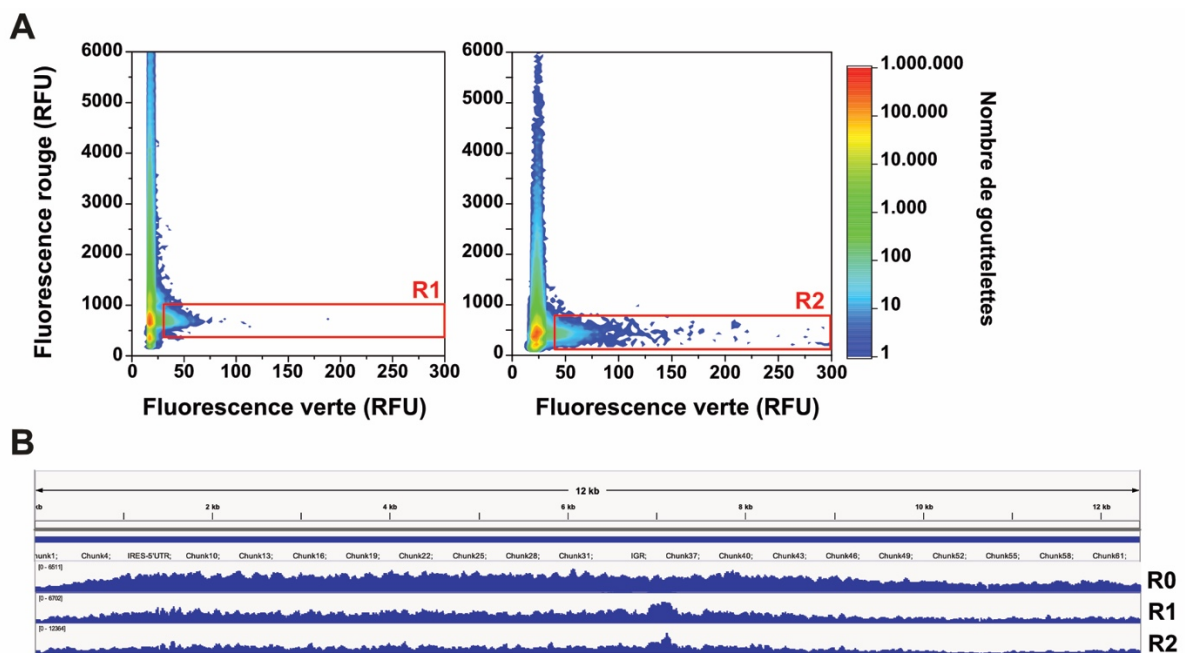 A
Fluorescence rouge (RFU)
6000
5000
4000
3000
2000
1000
0
R1
0 50 100 150 200 250 300
Fluorescence verte (RFU)
6000
5000
4000
3000
2000
1000
0
R2
0 50 100 150 200 250 300
Fluorescence verte (RFU)
1.000.000
100.000
10.000
1.000
100
10
1
Nombre de gouttelettes
B
12 kb
kb 2 kb 4 kb 6 kb 8 kb 10 kb 12 kb
hunk1; Chunk4; IRES-5'UTR; Chunk10; Chunk13; Chunk16; Chunk19; Chunk22; Chunk25; Chunk28; Chunk31; IGR; Chunk37; Chunk40; Chunk43; Chunk46; Chunk49; Chunk52; Chunk55; Chunk58; Chunk61;
[0 - 6511] R0
[0 - 6702] R1
[0 - 12364] R2